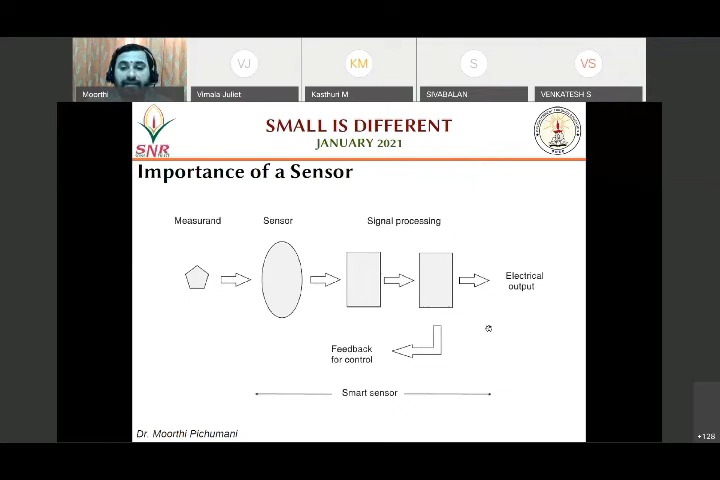 VJ
KM
S
VS
Moorthi
Vimala Juliet
Kasthuri M
SIVABALAN
VENKATESH S
SNR
SMALL IS DIFFERENT
JANUARY 2021
Importance of a Sensor
Measurand
Sensor
Signal processing
Electrical
output
Feedback
for control
Smart sensor
Dr. Moorthi Pichumani
+128